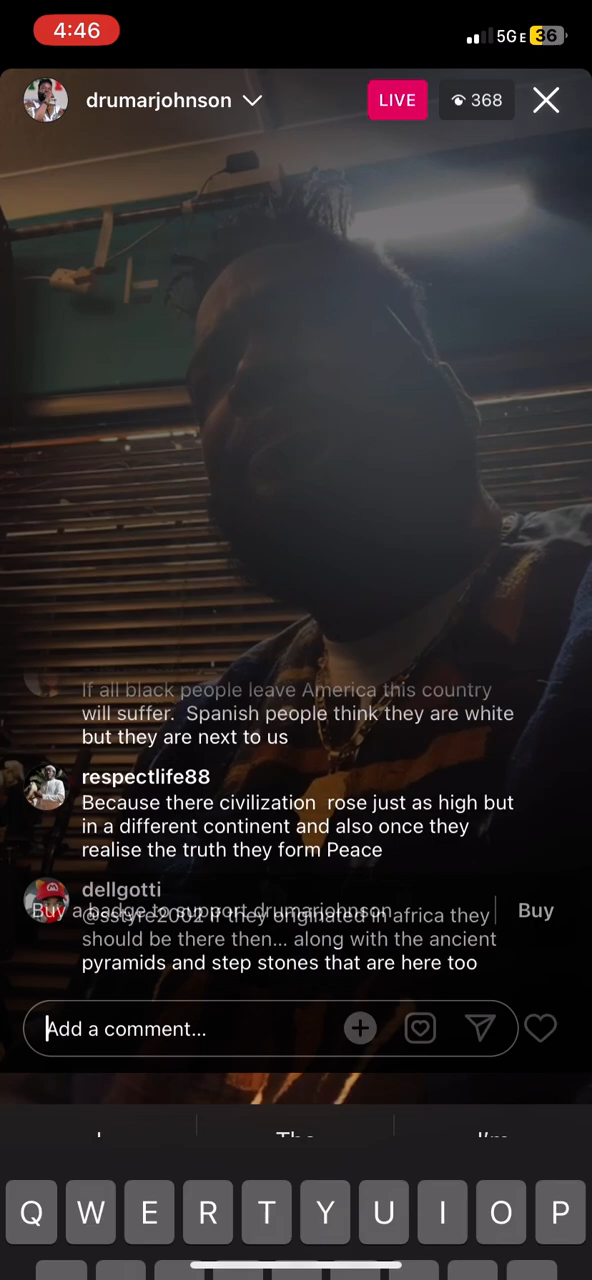 4:46
5GE 36
drumarjohnson LIVE 368
If all black people leave America this country
will suffer. Spanish people think they are white
but they are next to us
respectlife88
Because there civilization rose just as high but
in a different continent and also once they
realise the truth they form Peace
dellgotti
Buy a badge to support drumarjohnson Buy
if they originated in africa they
should be there then... along with the ancient
pyramids and step stones that are here too
Add a comment...
I The I'm
Q W E R T Y U I O P